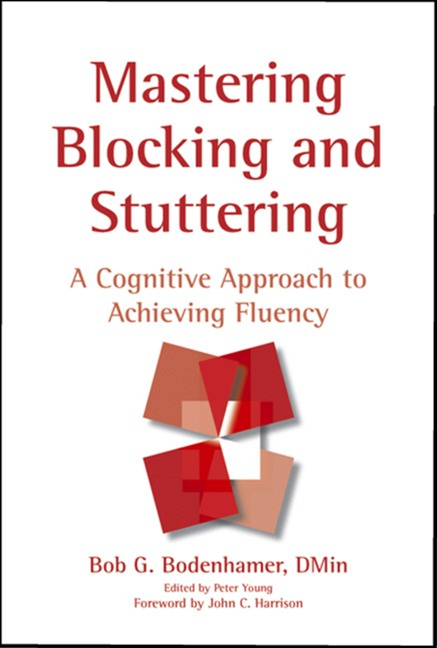 Mastering
Blocking and
Stuttering
A Cognitive Approach to
Achieving Fluency
Bob G. Bodenhamer, DMin
Edited by Peter Young
Foreword by John C. Harrison